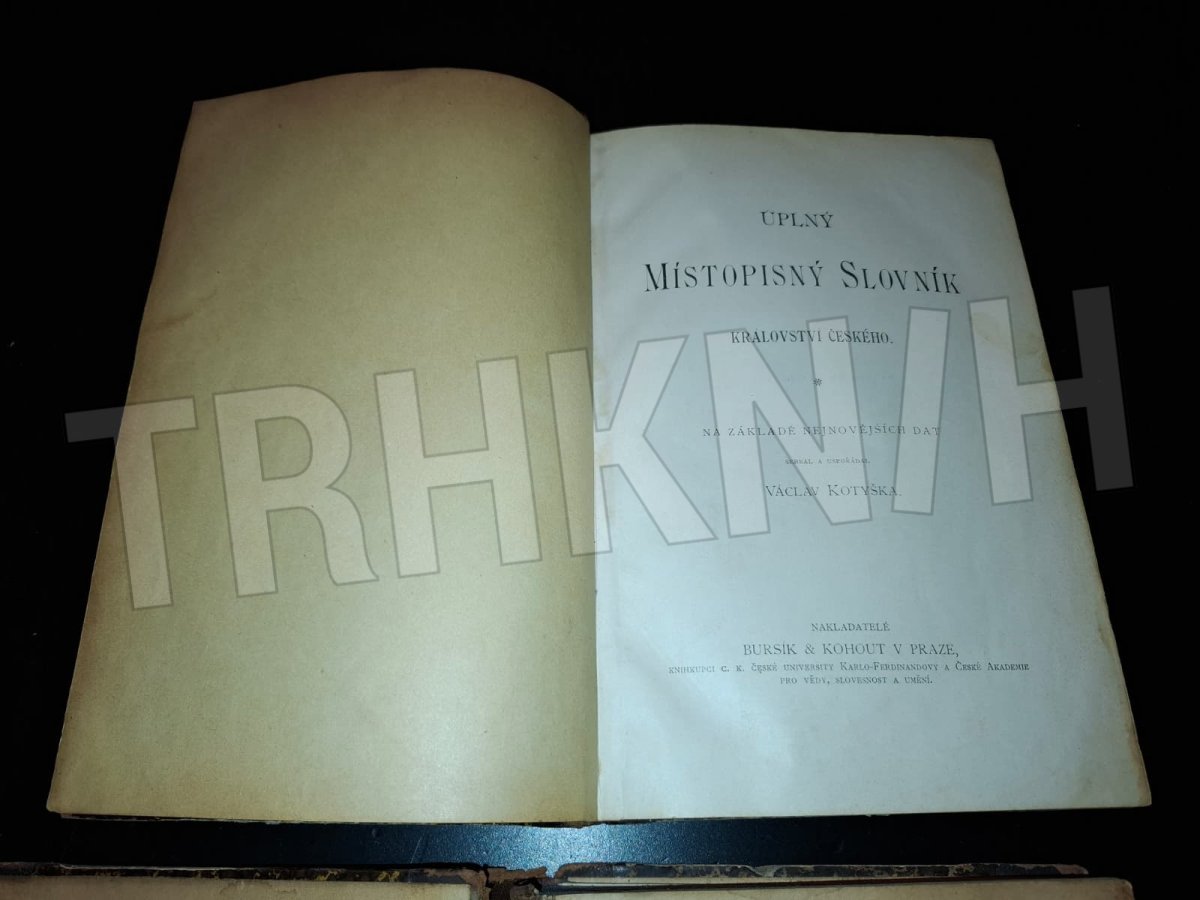 ÚPLNÝ
MÍSTOPISNÝ SLOVNÍK
KRÁLOVSTVÍ ČESKÉHO.
*
NA ZÁKLADĚ NEJNOVĚJŠÍCH DAT
SEBRAL A USPOŘÁDAL
VÁCLAV KOTYŠKA.
TRHKNIH
NAKLADATELÉ
BURSÍK & KOHOUT V PRAZE,
KNIHKUPCI C. K. ČESKÉ UNIVERSITY KARLO-FERDINANDOVY A ČESKÉ AKADEMIE
PRO VĚDY, SLOVESNOST A UMĚNÍ.